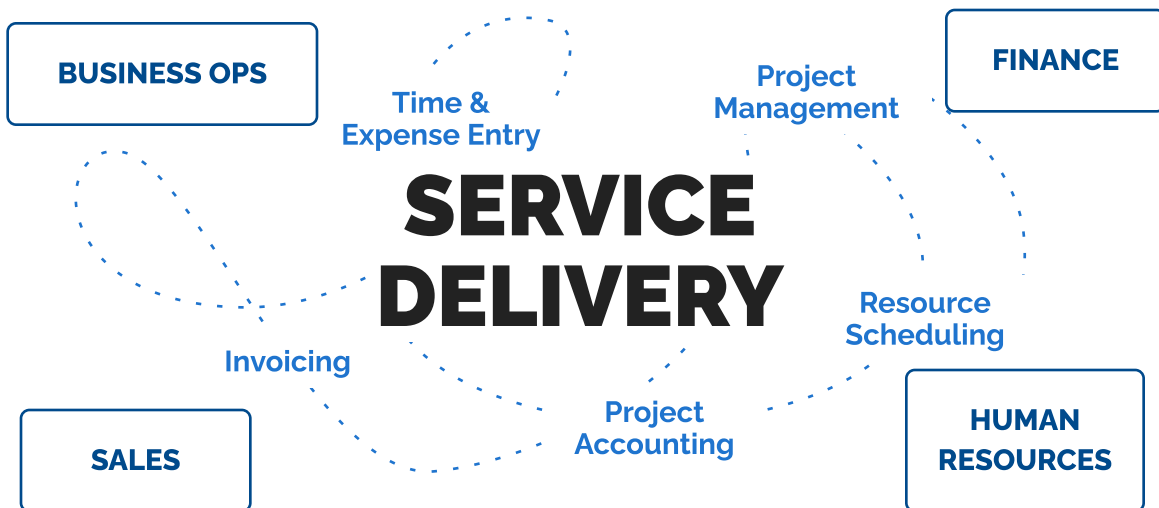 BUSINESS OPS
FINANCE
Time &
Expense Entry
Project
Management
SERVICE
DELIVERY
Resource
Scheduling
Invoicing
Project
Accounting
SALES
HUMAN
RESOURCES